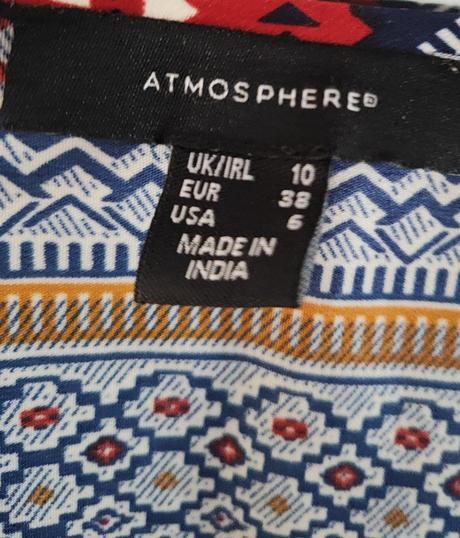 ATMOSPHERE
UK/IRL 10
EUR 38
USA 6
MADE IN
INDIA